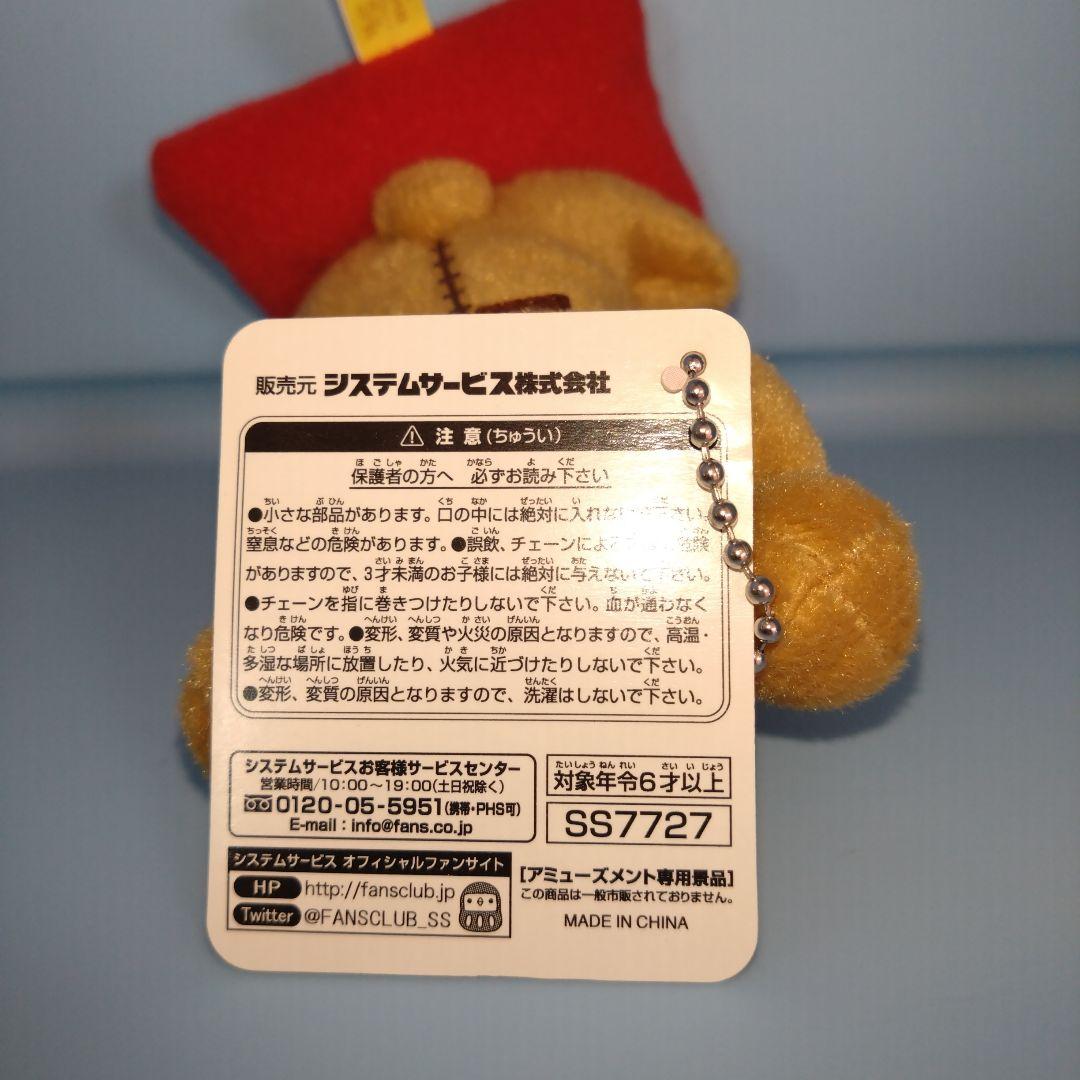 販売元 システムサービス株式会社
⚠ 注意(ちゅうい)
保護者の方へ 必ずお読み下さい
●小さな部品があります。口の中には絶対に入れないで下さい。
窒息などの危険があります。●誤飲、チェーンによる 危険
がありますので、3才未満のお子様には絶対に与えないで下さい。
●チェーンを指に巻きつけたりしないで下さい。血が通わなく
なり危険です。●変形、変質や火災の原因となりますので、高温・
多湿な場所に放置したり、火気に近づけたりしないで下さい。
●変形、変質の原因となりますので、洗濯はしないで下さい。
システムサービスお客様サービスセンター
営業時間/10:00～19:00(土日祝除く)
0120-05-5951(携帯・PHS可)
E-mail：info@fans.co.jp
対象年令6才以上
SS7727
システムサービス オフィシャルファンサイト
HP http://fansclub.jp
Twitter @FANSCLUB_SS
[アミューズメント専用景品]
この商品は一般市販されておりません。
MADE IN CHINA